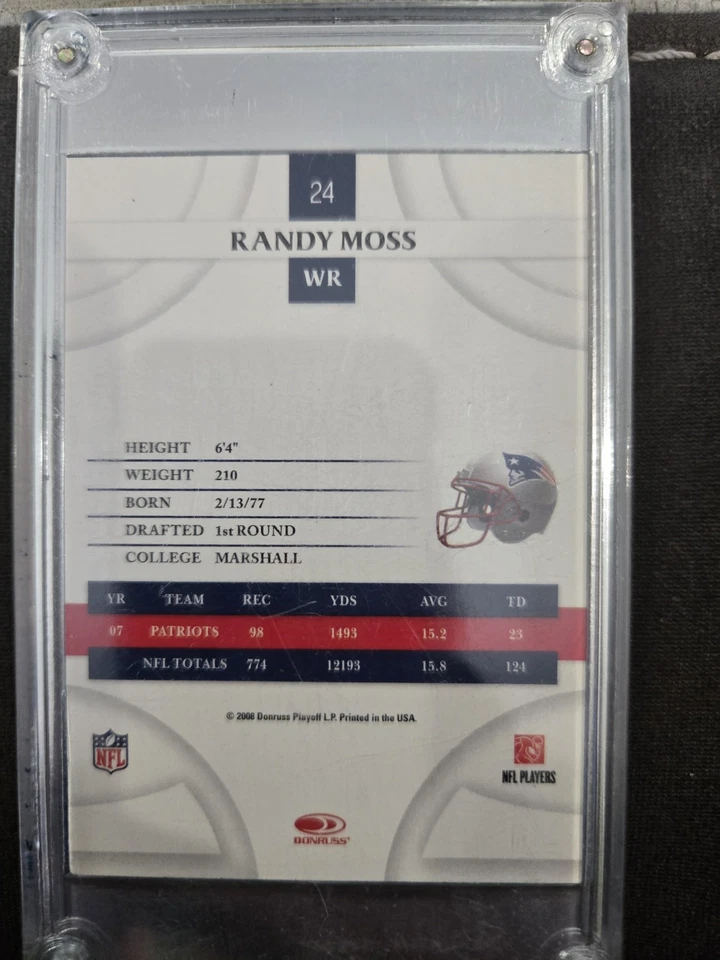 24
RANDY MOSS
WR
HEIGHT 6'4"
WEIGHT 210
BORN 2/13/77
DRAFTED 1st ROUND
COLLEGE MARSHALL
YR TEAM REC YDS AVG TD
07 PATRIOTS 98 1493 15.2 23
NFL TOTALS 774 12193 15.8 124
© 2008 Donruss Playoff L.P. Printed in the USA.
NFL
NFL PLAYERS
DONRUSS